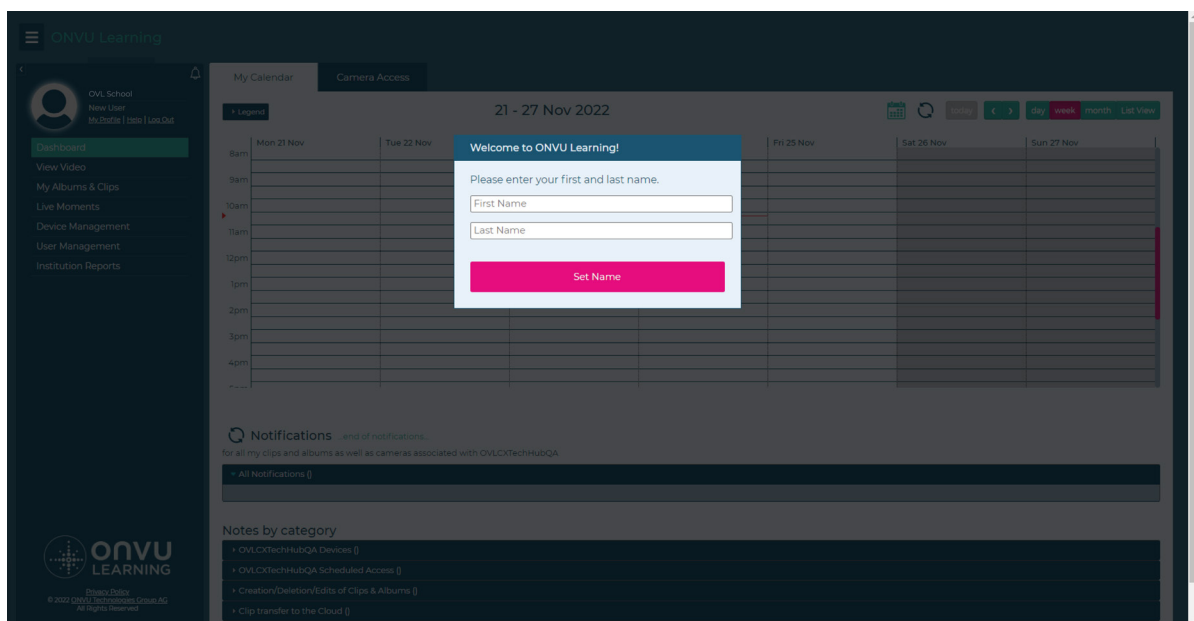 ONVU Learning
OVL School
New User
My Profile | Help | Log Out
Dashboard
View Video
My Albums & Clips
Live Moments
Device Management
User Management
Institution Reports
My Calendar
Camera Access
Legend
21 - 27 Nov 2022
today
day week month List View
Mon 21 Nov
Tue 22 Nov
Fri 25 Nov
Sat 26 Nov
Sun 27 Nov
8am
9am
10am
11am
12pm
1pm
2pm
3pm
4pm
Welcome to ONVU Learning!
Please enter your first and last name.
First Name
Last Name
Set Name
Notifications ...end of notifications...
for all my clips and albums as well as cameras associated with OVLCXTechHubQA
All Notifications ()
Notes by category
OVLCXTechHubQA Devices ()
OVLCXTechHubQA Scheduled Access ()
Creation/Deletion/Edits of Clips & Albums ()
Clip transfer to the Cloud ()
onvu
LEARNING
Privacy Policy
© 2022 ONVU Technologies Group AG
All Rights Reserved